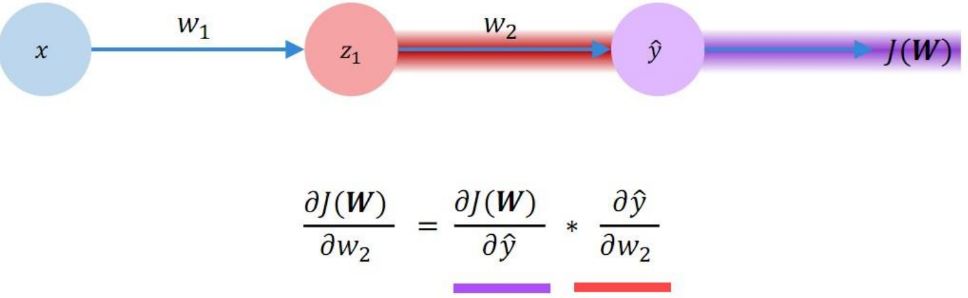 w₁ w₂
x z₁ ŷ J(W)
∂J(W)/∂w₂ = ∂J(W)/∂ŷ * ∂ŷ/∂w₂